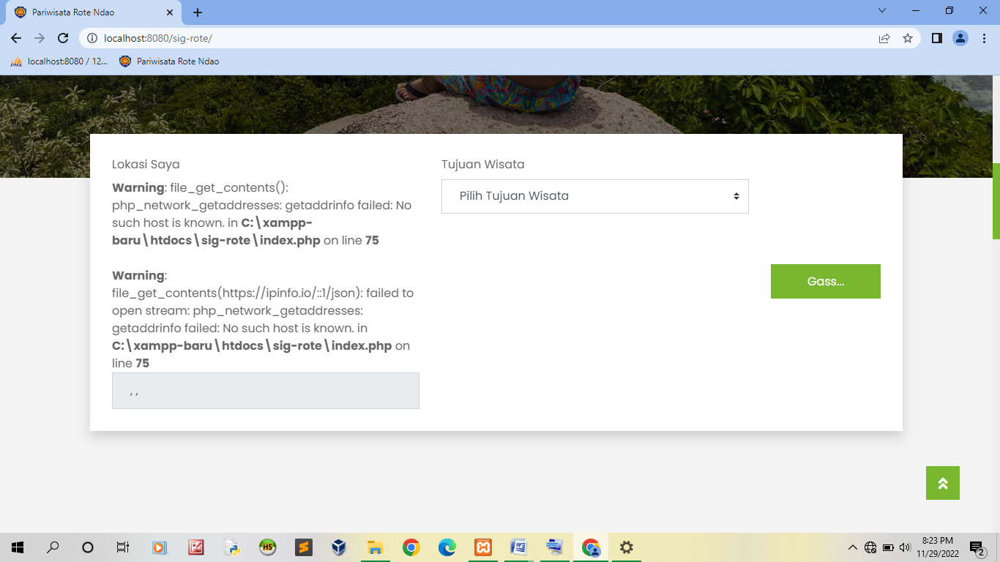 Pariwisata Rote Ndao
localhost:8080/sig-rote/
localhost:8080 / 12...
Pariwisata Rote Ndao
Lokasi Saya
Warning: file_get_contents():
php_network_getaddresses: getaddrinfo failed: No
such host is known. in C:\xampp-
baru\htdocs\sig-rote\index.php on line 75
Warning:
file_get_contents(https://ipinfo.io/::1/json): failed to
open stream: php_network_getaddresses:
getaddrinfo failed: No such host is known. in
C:\xampp-baru\htdocs\sig-rote\index.php on
line 75
, ,
Tujuan Wisata
Pilih Tujuan Wisata
Gass...
HS
8:23 PM
11/29/2022
2